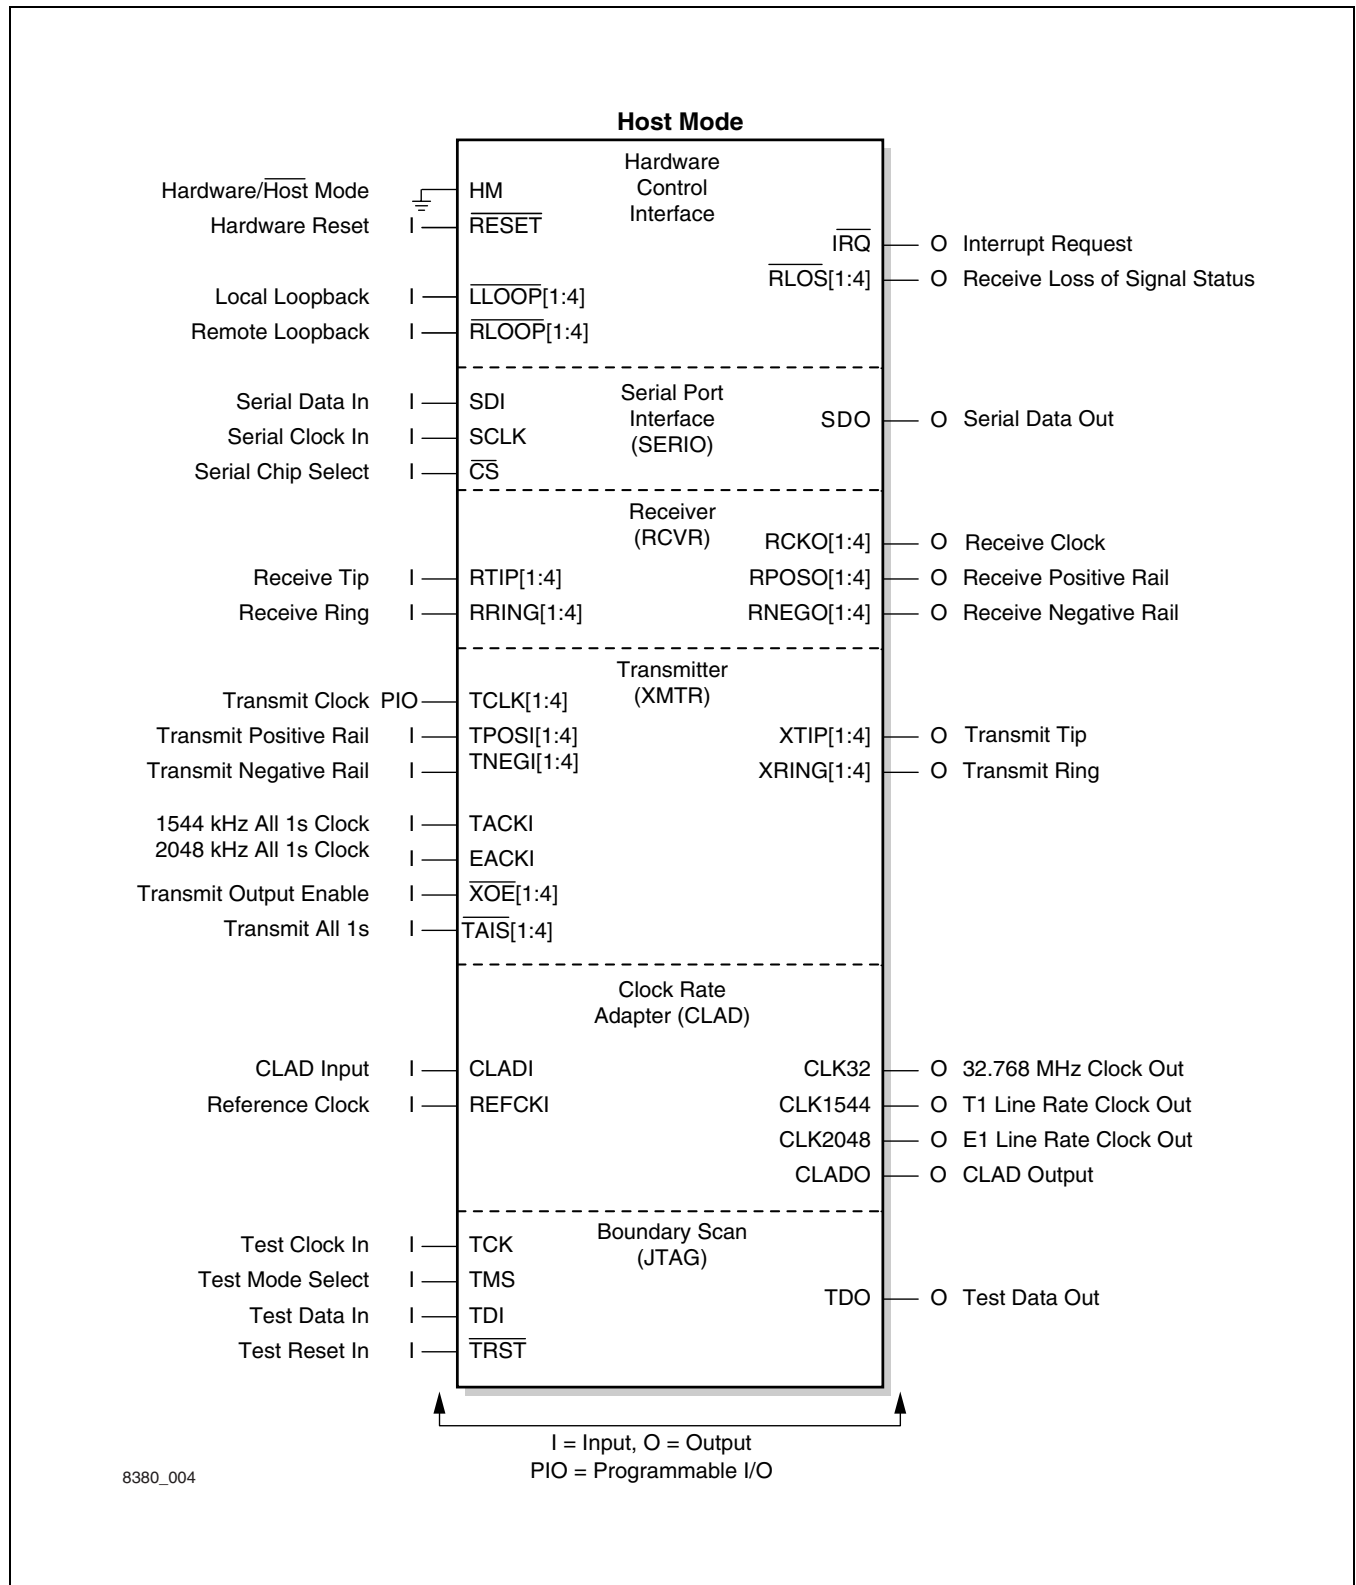 Host Mode
Hardware
Control
Interface
Hardware/Host Mode HM
Hardware Reset I RESET
IRQ O Interrupt Request
RLOS[1:4] O Receive Loss of Signal Status
Local Loopback I LLOOP[1:4]
Remote Loopback I RLOOP[1:4]
Serial Port
Interface
(SERIO)
Serial Data In I SDI
SDO O Serial Data Out
Serial Clock In I SCLK
Serial Chip Select I CS
Receiver
(RCVR)
RCKO[1:4] O Receive Clock
Receive Tip I RTIP[1:4] RPOSO[1:4] O Receive Positive Rail
Receive Ring I RRING[1:4] RNEGO[1:4] O Receive Negative Rail
Transmitter
(XMTR)
Transmit Clock PIO TCLK[1:4]
Transmit Positive Rail I TPOSI[1:4] XTIP[1:4] O Transmit Tip
Transmit Negative Rail I TNEGI[1:4] XRING[1:4] O Transmit Ring
1544 kHz All 1s Clock I TACKI
2048 kHz All 1s Clock I EACKI
Transmit Output Enable I XOE[1:4]
Transmit All 1s I TAIS[1:4]
Clock Rate
Adapter (CLAD)
CLAD Input I CLADI CLK32 O 32.768 MHz Clock Out
Reference Clock I REFCKI CLK1544 O T1 Line Rate Clock Out
CLK2048 O E1 Line Rate Clock Out
CLADO O CLAD Output
Boundary Scan
(JTAG)
Test Clock In I TCK
Test Mode Select I TMS
TDO O Test Data Out
Test Data In I TDI
Test Reset In I TRST
I = Input, O = Output
PIO = Programmable I/O
8380_004